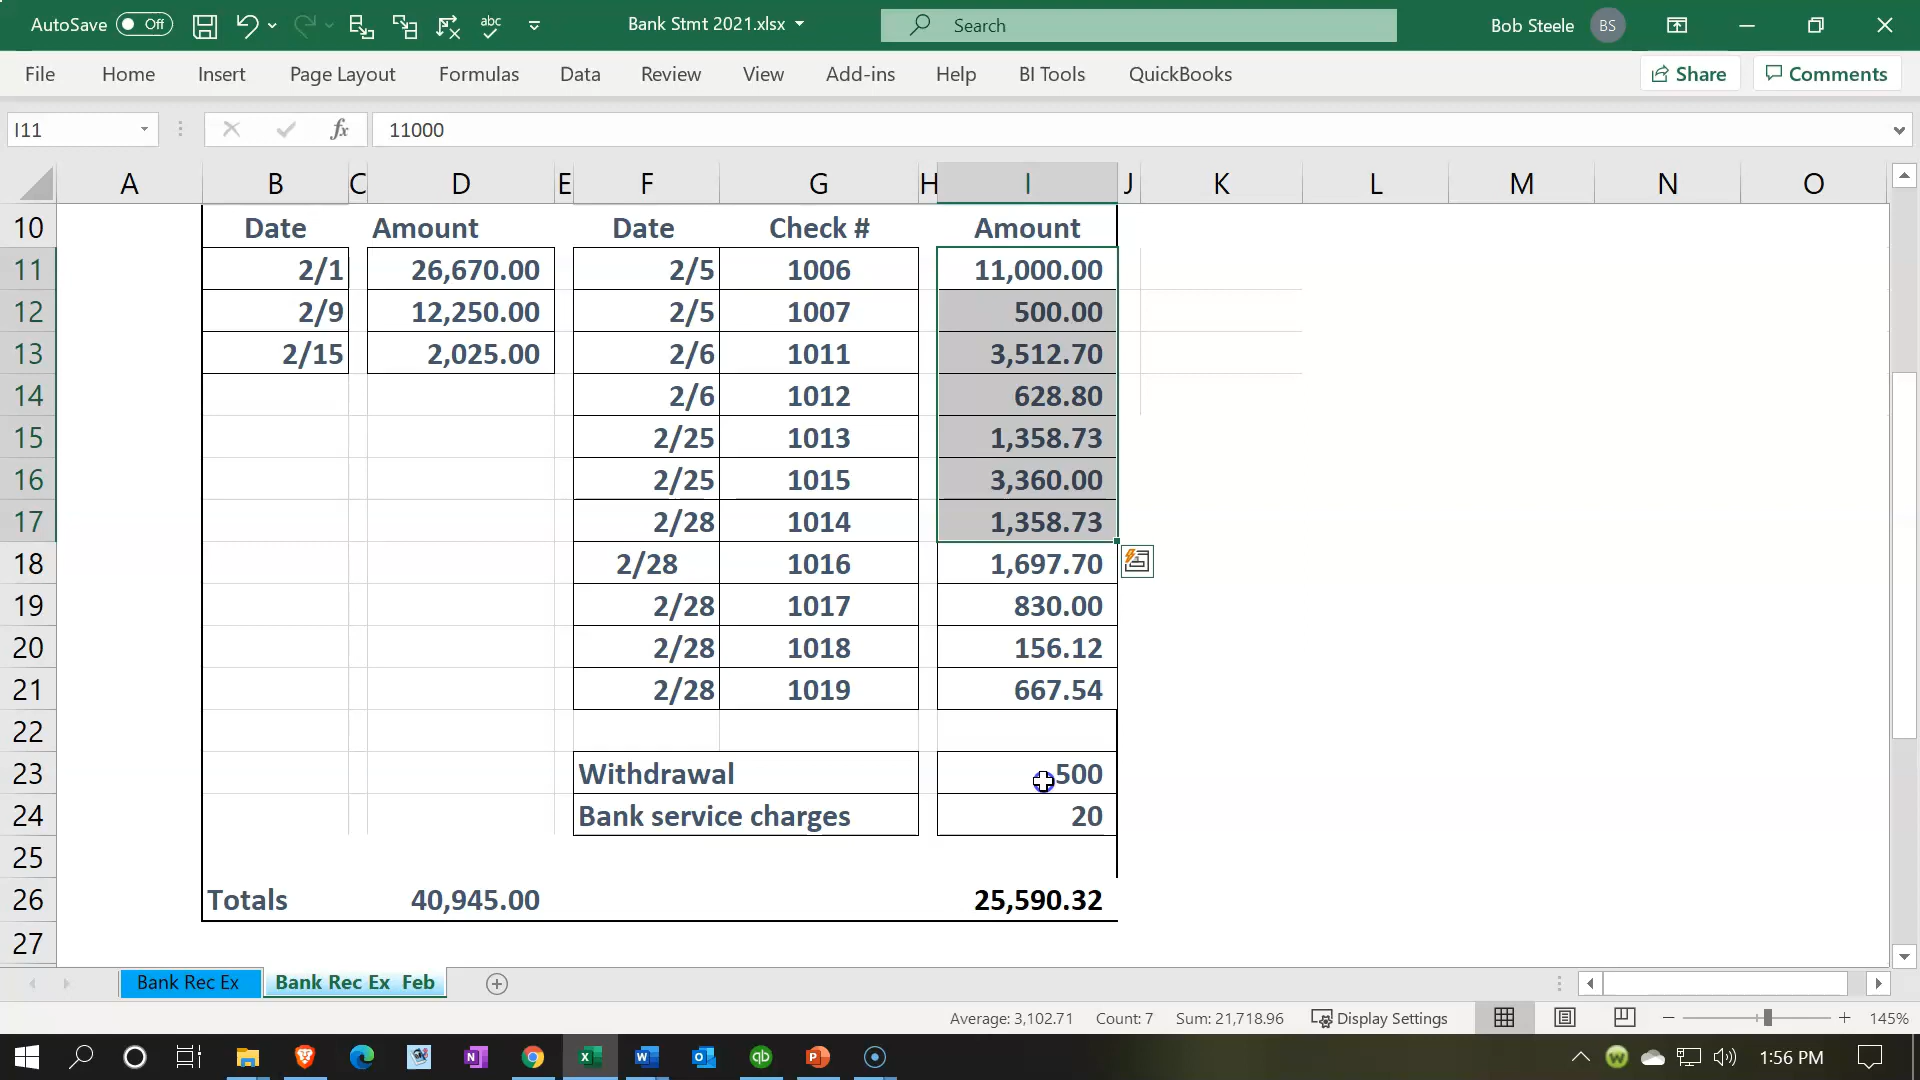 AutoSave Off abc Bank Stmt 2021.xlsx Search Bob Steele BS
File Home Insert Page Layout Formulas Data Review View Add-ins Help BI Tools QuickBooks Share Comments
I11 fx 11000
A B C D E F G H I J K L M N O
10 Date Amount Date Check # Amount
11 2/1 26,670.00 2/5 1006 11,000.00
12 2/9 12,250.00 2/5 1007 500.00
13 2/15 2,025.00 2/6 1011 3,512.70
14 2/6 1012 628.80
15 2/25 1013 1,358.73
16 2/25 1015 3,360.00
17 2/28 1014 1,358.73
18 2/28 1016 1,697.70
19 2/28 1017 830.00
20 2/28 1018 156.12
21 2/28 1019 667.54
22
23 Withdrawal 500
24 Bank service charges 20
25
26 Totals 40,945.00 25,590.32
27
Bank Rec Ex Bank Rec Ex Feb
Average: 3,102.71 Count: 7 Sum: 21,718.96 Display Settings 145%
1:56 PM